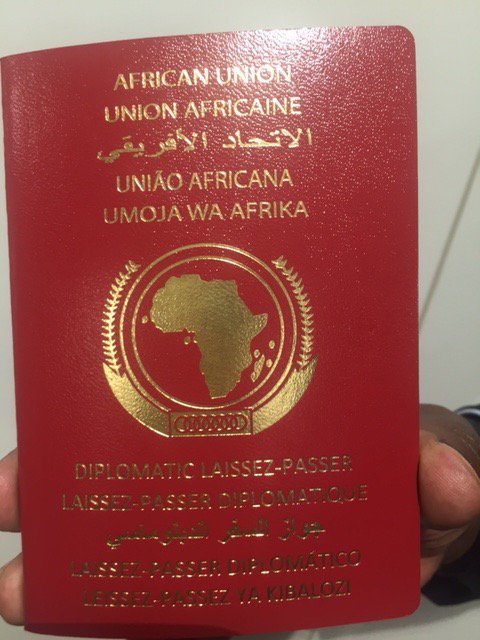 AFRICAN UNION
UNION AFRICAINE
الاتحاد الأفريقي
UNIÃO AFRICANA
UMOJA WA AFRIKA
DIPLOMATIC LAISSEZ-PASSER
LAISSEZ-PASSER DIPLOMATIQUE
جواز السفر الدبلوماسي
LAISSEZ-PASSER DIPLOMÁTICO
LEISSEZ-PASSEZ YA KIBALOZI